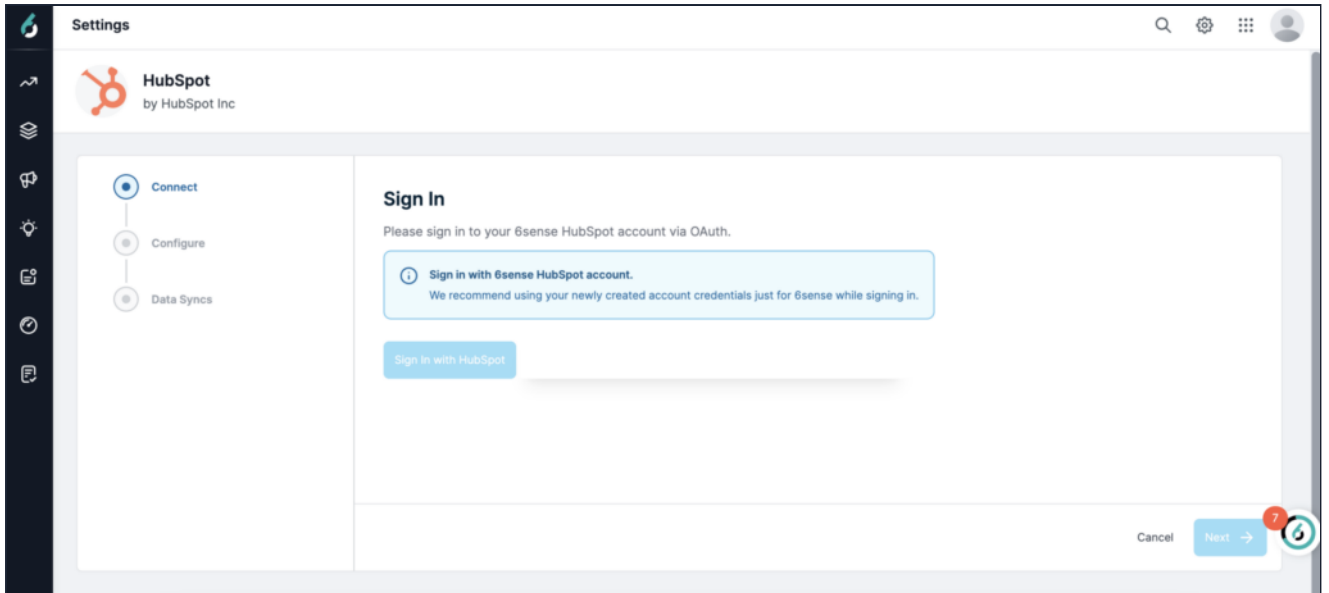 Settings
HubSpot
by HubSpot Inc
Connect
Configure
Data Syncs
Sign In
Please sign in to your 6sense HubSpot account via OAuth.
Sign in with 6sense HubSpot account.
We recommend using your newly created account credentials just for 6sense while signing in.
Sign In with HubSpot
Cancel
Next
7